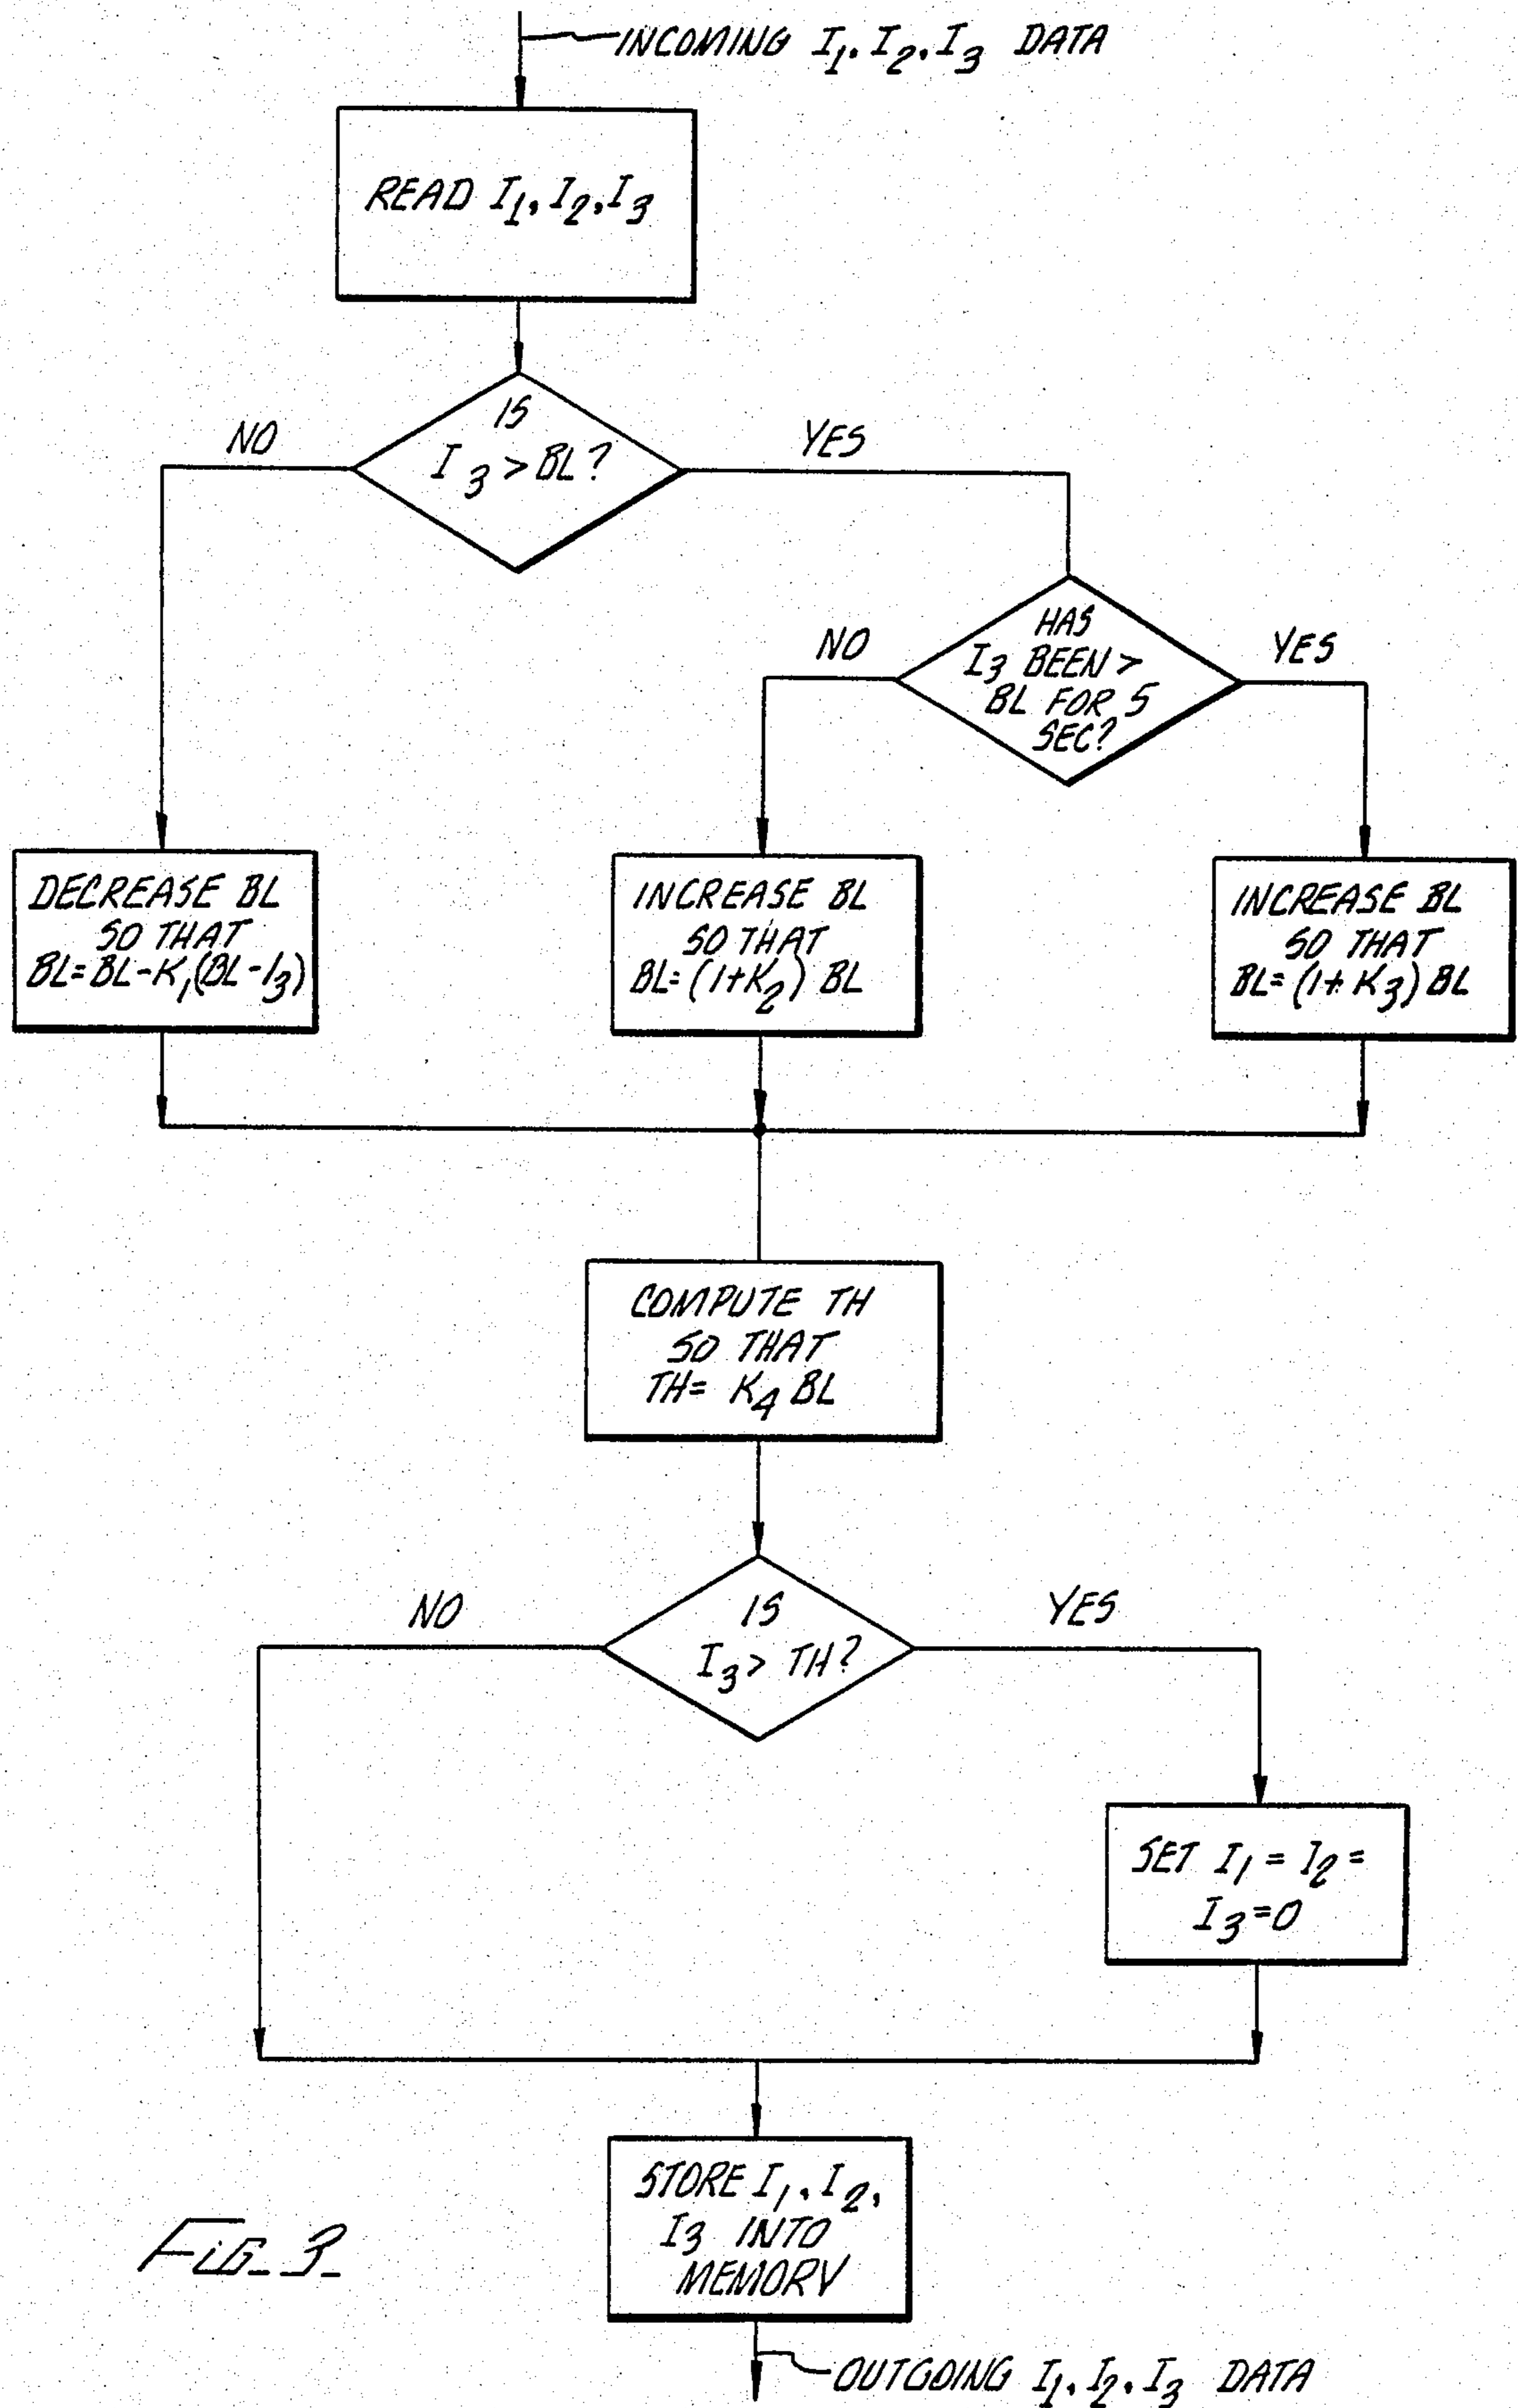 INCOMING I₁, I₂, I₃ DATA
READ I₁, I₂, I₃
IS
I₃ > BL?
NO
YES
HAS
I₃ BEEN >
BL FOR 5
SEC?
NO
YES
DECREASE BL
SO THAT
BL=BL-K₁(BL-I₃)
INCREASE BL
SO THAT
BL=(1+K₂) BL
INCREASE BL
SO THAT
BL=(1+K₃) BL
COMPUTE TH
SO THAT
TH= K₄ BL
IS
I₃> TH?
NO
YES
SET I₁ = I₂ =
I₃=0
STORE I₁, I₂,
I₃ INTO
MEMORY
FIG_3_
OUTGOING I₁, I₂, I₃ DATA